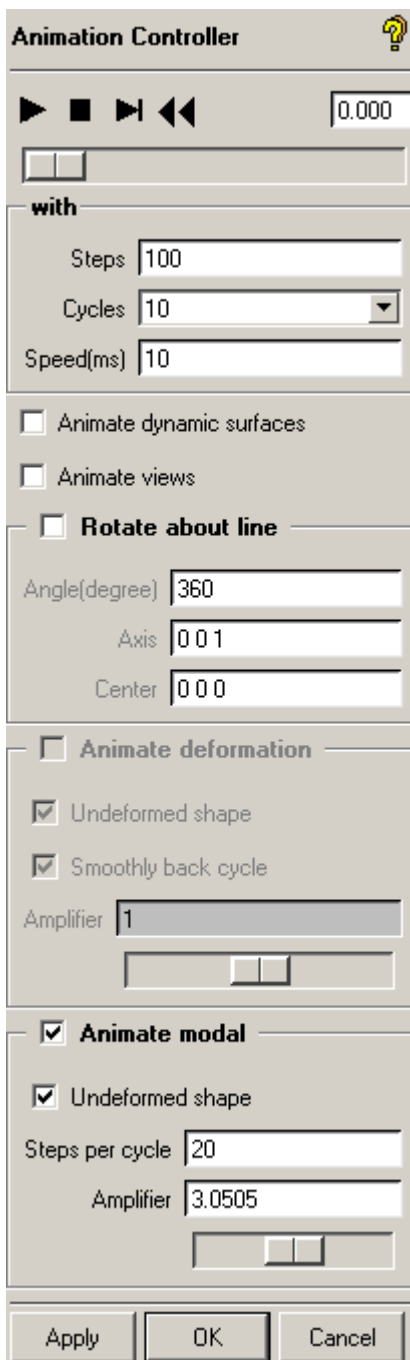 Animation Controller
0.000
with
Steps 100
Cycles 10
Speed(ms) 10
Animate dynamic surfaces
Animate views
Rotate about line
Angle(degree) 360
Axis 0 0 1
Center 0 0 0
Animate deformation
Undeformed shape
Smoothly back cycle
Amplifier 1
Animate modal
Undeformed shape
Steps per cycle 20
Amplifier 3.0505
Apply OK Cancel